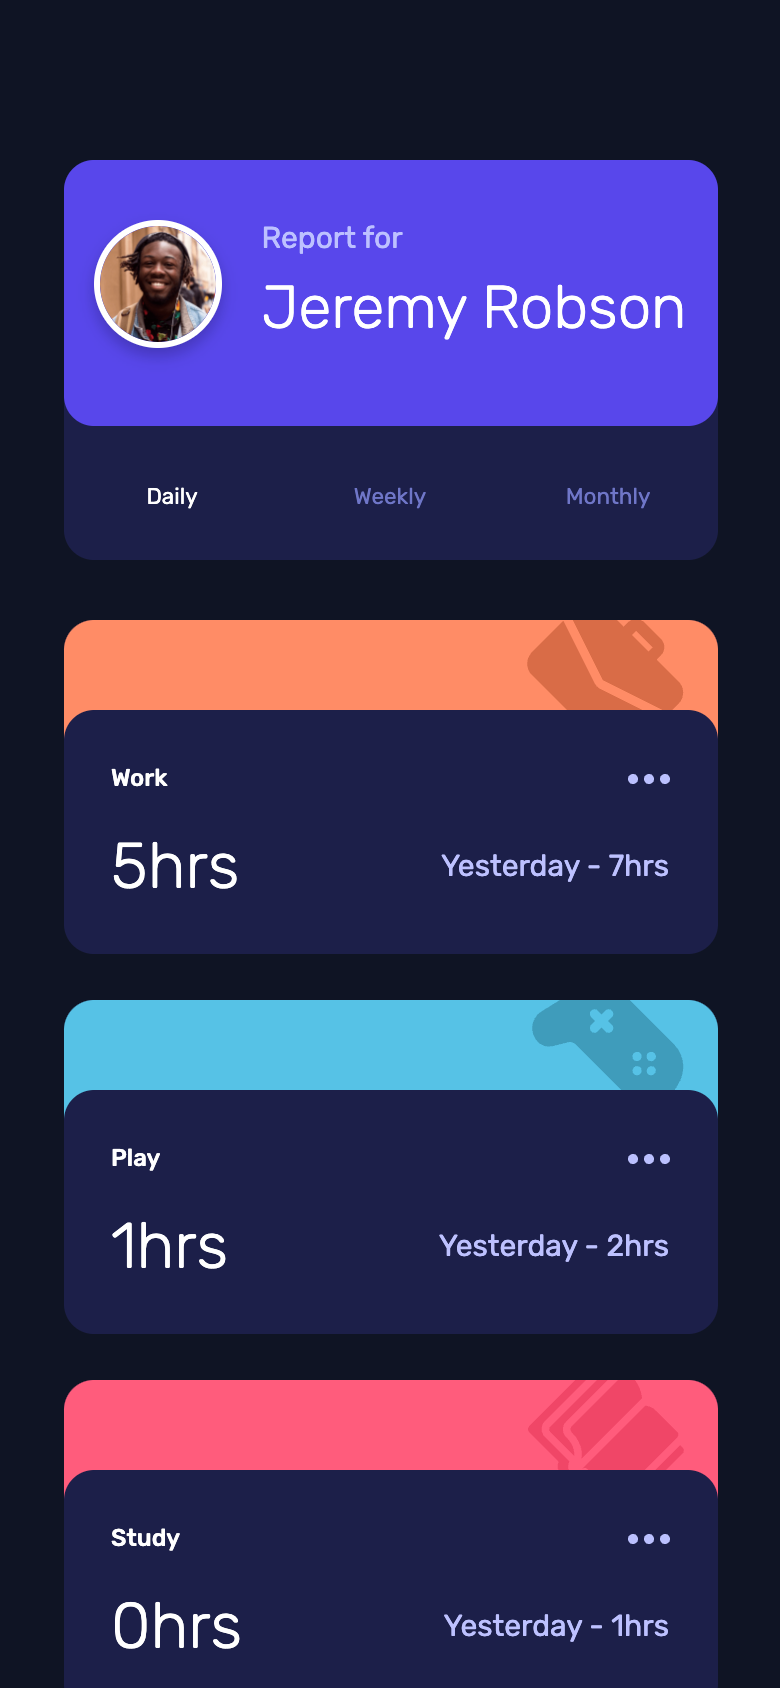 Report for
Jeremy Robson
Daily Weekly Monthly
Work
5hrs Yesterday - 7hrs
Play
1hrs Yesterday - 2hrs
Study
0hrs Yesterday - 1hrs